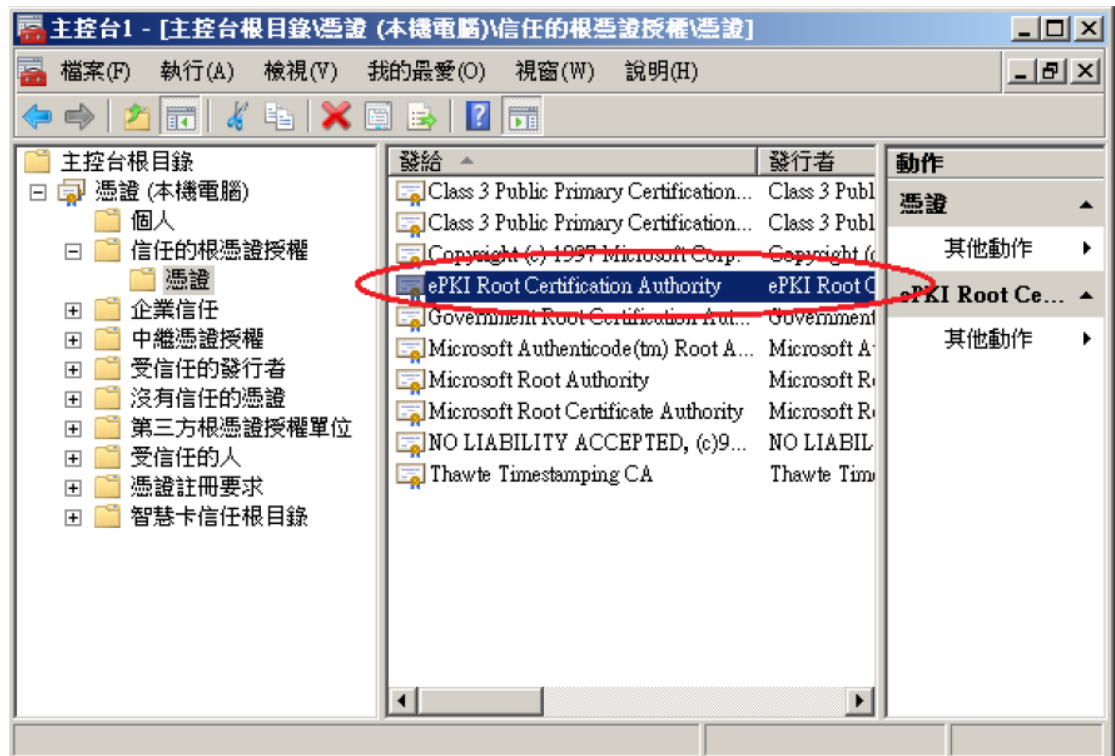 主控台1 - [主控台根目錄\憑證 (本機電腦)\信任的根憑證授權\憑證]
檔案(F) 執行(A) 檢視(V) 我的最愛(O) 視窗(W) 說明(H)
主控台根目錄
憑證 (本機電腦)
個人
信任的根憑證授權
憑證
企業信任
中繼憑證授權
受信任的發行者
沒有信任的憑證
第三方根憑證授權單位
受信任的人
憑證註冊要求
智慧卡信任根目錄
發給 發行者
Class 3 Public Primary Certification... Class 3 Publ
Class 3 Public Primary Certification... Class 3 Publ
Copyright (c) 1997 Microsoft Corp. Copyright (c
ePKI Root Certification Authority ePKI Root C
Government Root Certification Aut... Government
Microsoft Authenticode(tm) Root A... Microsoft A
Microsoft Root Authority Microsoft R
Microsoft Root Certificate Authority Microsoft R
NO LIABILITY ACCEPTED, (c)9... NO LIABIL
Thawte Timestamping CA Thawte Tim
動作
憑證
其他動作
ePKI Root Ce...
其他動作